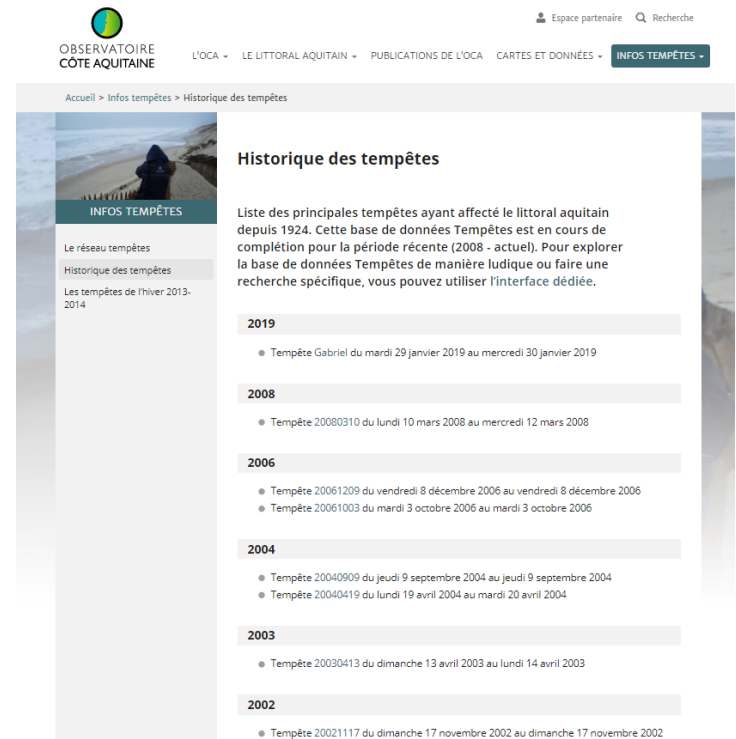 Espace partenaire Recherche
OBSERVATOIRE
CÔTE AQUITAINE
L'OCA LE LITTORAL AQUITAIN PUBLICATIONS DE L'OCA CARTES ET DONNÉES INFOS TEMPÊTES
Accueil > Infos tempêtes > Historique des tempêtes
INFOS TEMPÊTES
Le réseau tempêtes
Historique des tempêtes
Les tempêtes de l'hiver 2013-
2014
Historique des tempêtes
Liste des principales tempêtes ayant affecté le littoral aquitain
depuis 1924. Cette base de données Tempêtes est en cours de
complétion pour la période récente (2008 - actuel). Pour explorer
la base de données Tempêtes de manière ludique ou faire une
recherche spécifique, vous pouvez utiliser l'interface dédiée.
2019
Tempête Gabriel du mardi 29 janvier 2019 au mercredi 30 janvier 2019
2008
Tempête 20080310 du lundi 10 mars 2008 au mercredi 12 mars 2008
2006
Tempête 20061209 du vendredi 8 décembre 2006 au vendredi 8 décembre 2006
Tempête 20061003 du mardi 3 octobre 2006 au mardi 3 octobre 2006
2004
Tempête 20040909 du jeudi 9 septembre 2004 au jeudi 9 septembre 2004
Tempête 20040419 du lundi 19 avril 2004 au mardi 20 avril 2004
2003
Tempête 20030413 du dimanche 13 avril 2003 au lundi 14 avril 2003
2002
Tempête 20021117 du dimanche 17 novembre 2002 au dimanche 17 novembre 2002